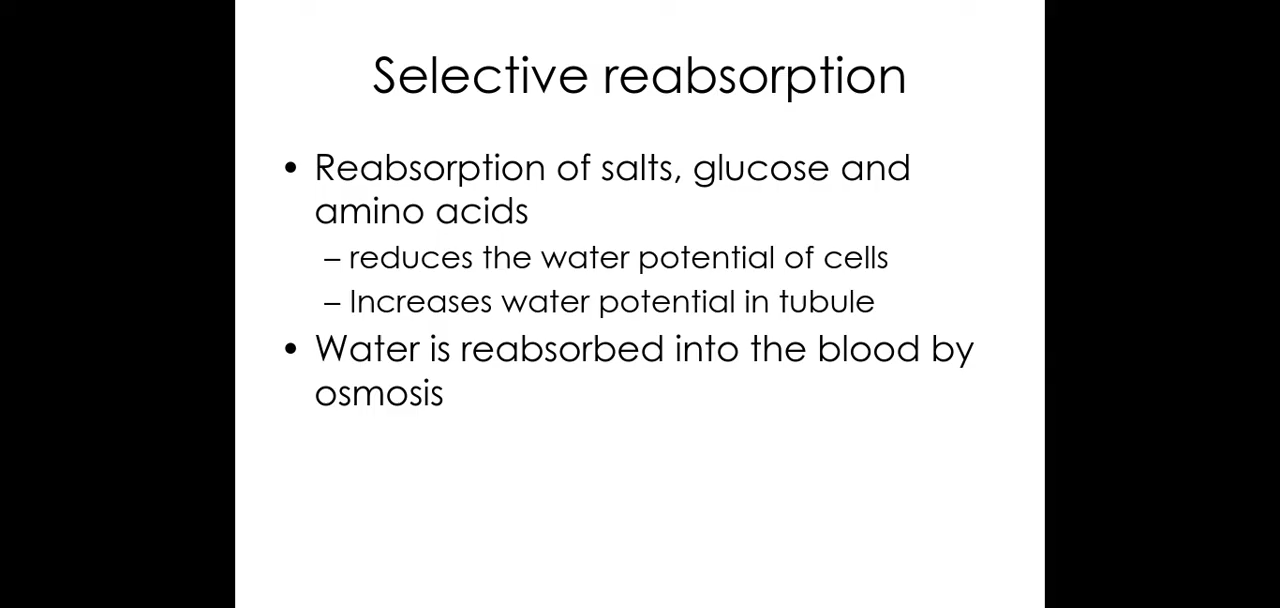 Selective reabsorption
• Reabsorption of salts, glucose and
amino acids
– reduces the water potential of cells
– Increases water potential in tubule
• Water is reabsorbed into the blood by
osmosis